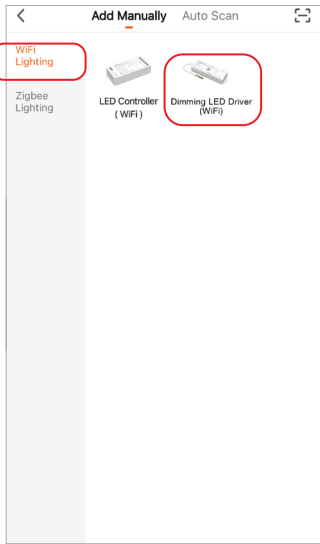 Add Manually Auto Scan
WiFi
Lighting
Zigbee
Lighting
LED Controller
( WiFi )
Dimming LED Driver
(WiFi)